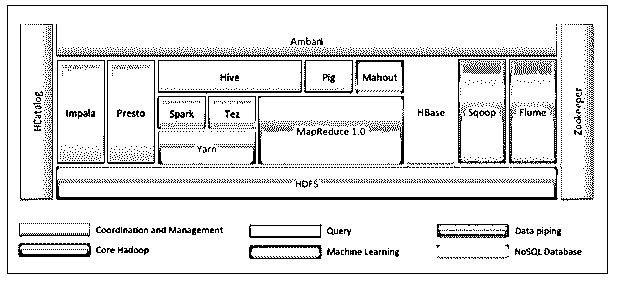 Ambari
HCatalog
Impala
Presto
Hive
Pig
Mahout
Spark
Tez
Yarn
MapReduce 1.0
HBase
Sqoop
Flume
Zookeeper
HDFS
Coordination and Management
Query
Data piping
Core Hadoop
Machine Learning
NoSQL Database